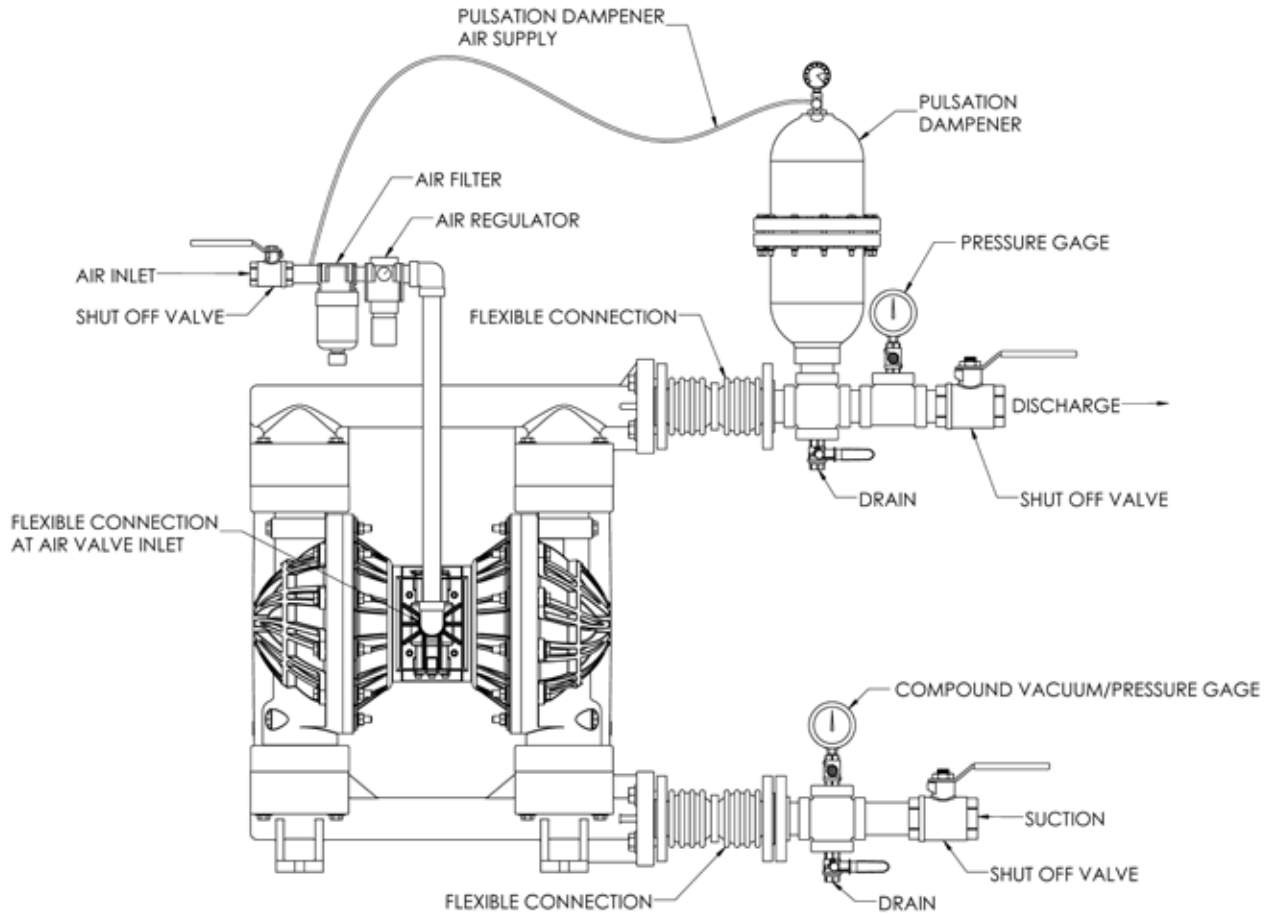 PULSATION DAMPENER
AIR SUPPLY
PULSATION
DAMPENER
AIR FILTER
AIR REGULATOR
PRESSURE GAGE
AIR INLET
SHUT OFF VALVE
FLEXIBLE CONNECTION
DISCHARGE
DRAIN
SHUT OFF VALVE
FLEXIBLE CONNECTION
AT AIR VALVE INLET
COMPOUND VACUUM/PRESSURE GAGE
SUCTION
SHUT OFF VALVE
FLEXIBLE CONNECTION
DRAIN